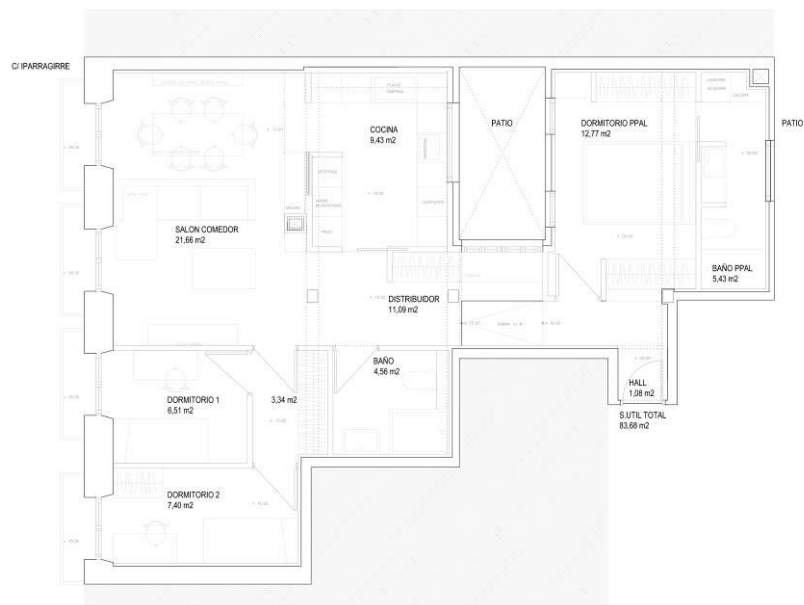 C/ IPARRAGIRRE
COCINA
9,43 m2
PATIO
DORMITORIO PPAL
12,77 m2
PATIO
SALON COMEDOR
21,66 m2
BAÑO PPAL
5,43 m2
DISTRIBUIDOR
11,09 m2
BAÑO
4,56 m2
HALL
1,08 m2
DORMITORIO 1
6,51 m2
3,34 m2
S.UTIL TOTAL
83,68 m2
DORMITORIO 2
7,40 m2